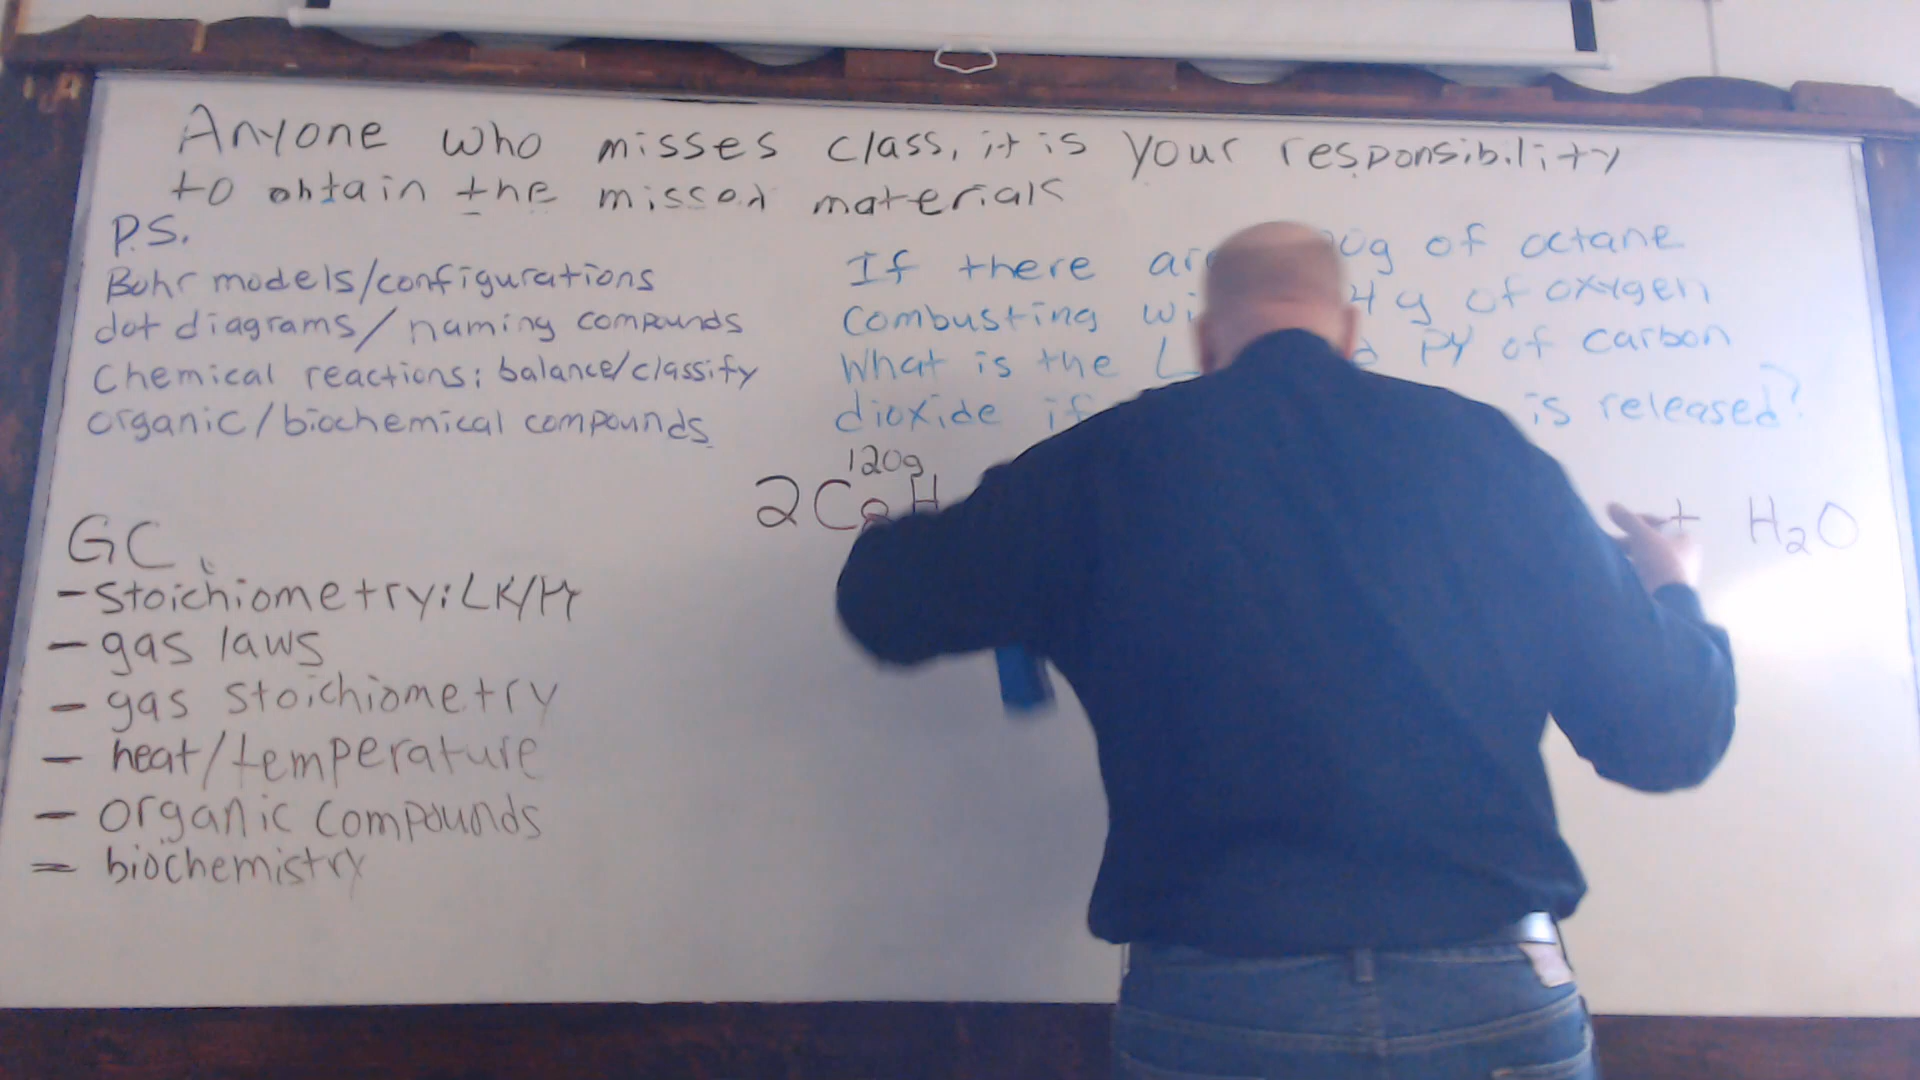 Anyone who misses class, it is your responsibility
to obtain the missed materials
P.S.
Bohr models/configurations
dot diagrams/naming compounds
Chemical reactions: balance/classify
organic/biochemical compounds
If there of octane
Combusting 4g of oxygen
What is the PY of carbon
dioxide if is released?
120g
2C8H + H2O
GC
- Stoichiometry: LR/PY
- gas laws
- gas stoichiometry
- heat/temperature
- organic compounds
- biochemistry